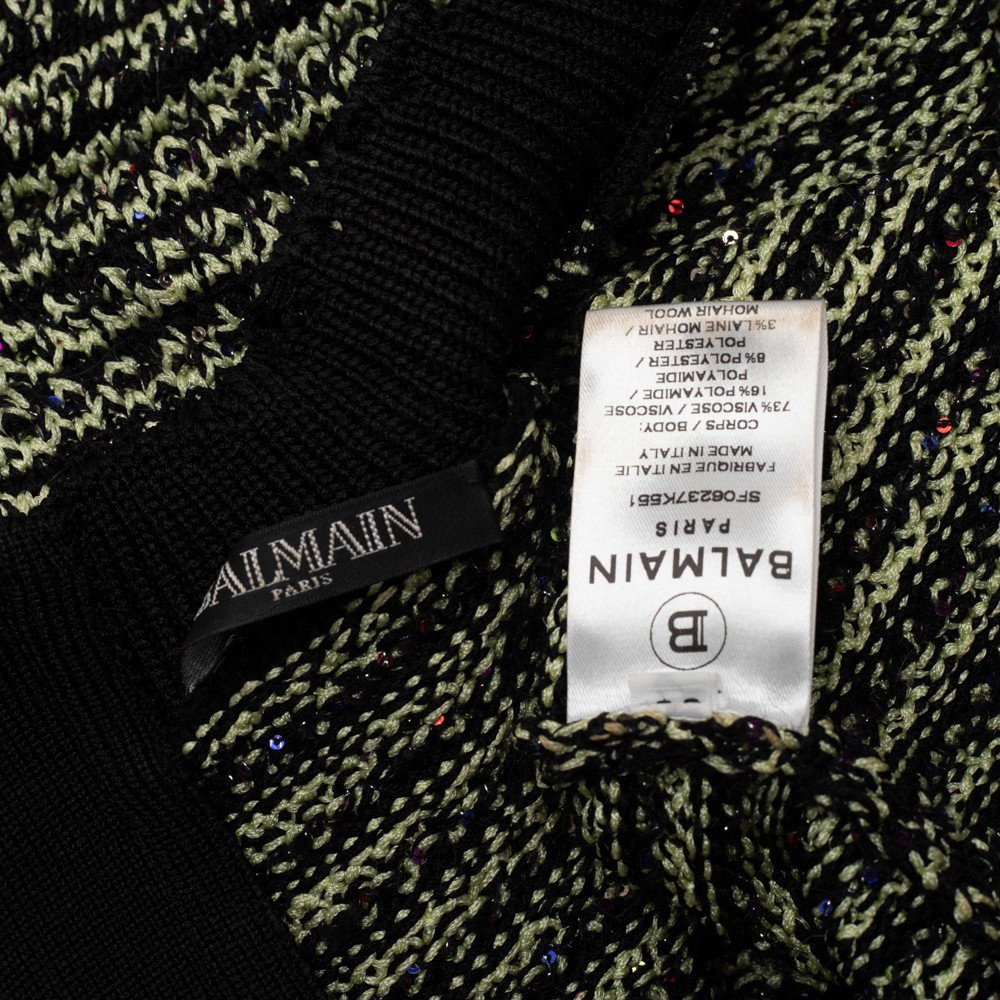 BALMAIN
PARIS
B
BALMAIN
PARIS
SF06237K551
FABRIQUE EN ITALIE
MADE IN ITALY
CORPS / BODY:
73% VISCOSE / VISCOSE
16% POLYAMIDE /
POLYAMIDE
8% POLYESTER /
POLYESTER
3% LAINE MOHAIR /
MOHAIR WOOL